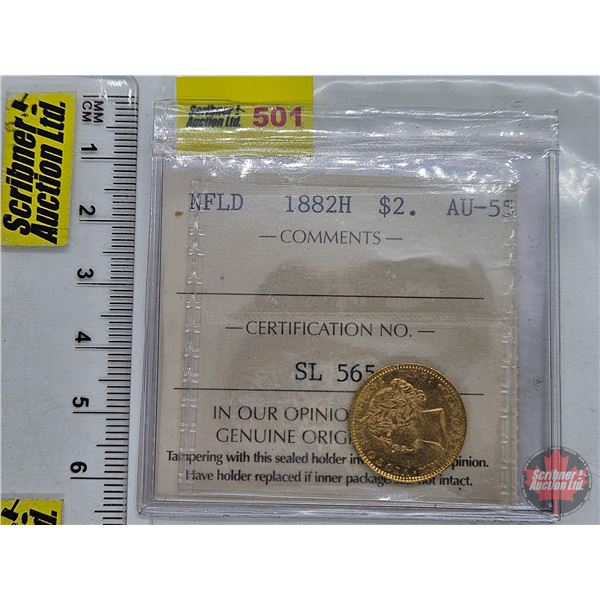 Scribner
Auction Ltd.
MM
CM
1
2
3
4
5
6
Scribner
Auction Ltd.
501
NFLD 1882H $2. AU-55
— COMMENTS —
— CERTIFICATION NO. —
SL 565
IN OUR OPINIO
GENUINE ORIG
Tampering with this sealed holder in opinion.
Have holder replaced if inner package not intact.
Scribner
Auction Ltd.